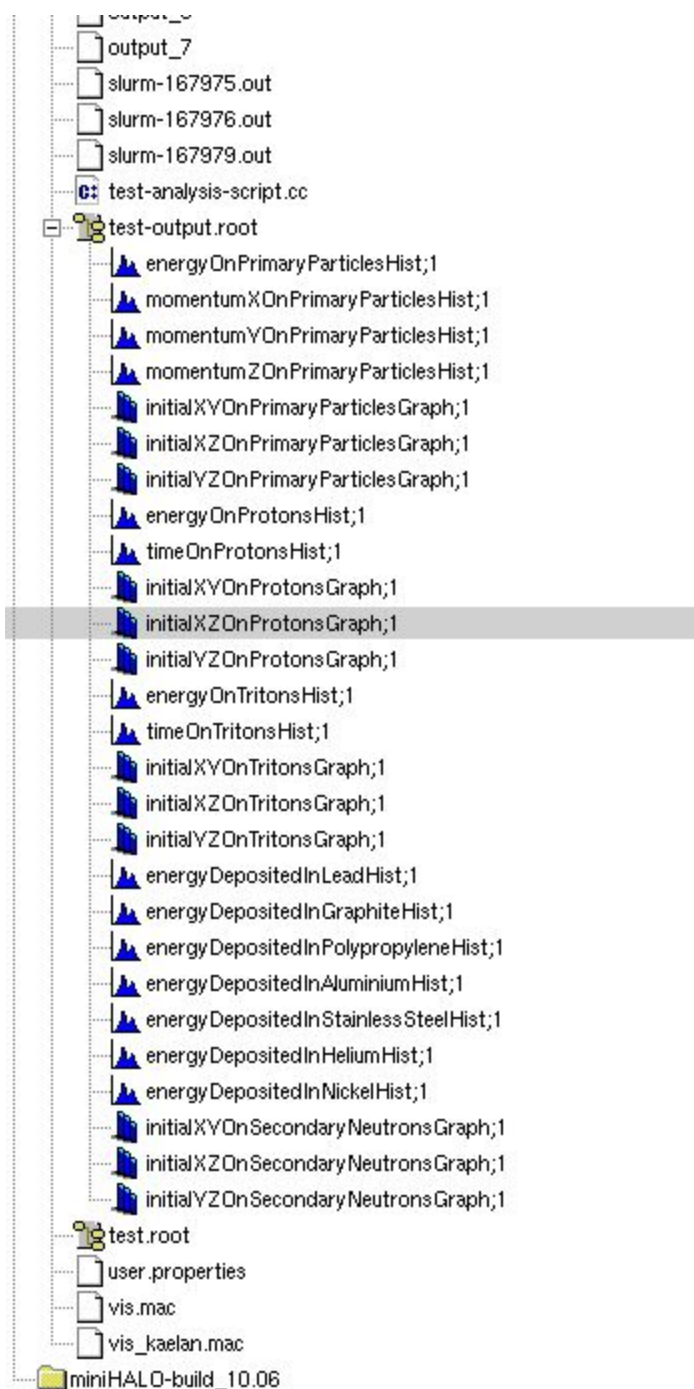 output_7
slurm-167975.out
slurm-167976.out
slurm-167979.out
C: test-analysis-script.cc
test-output.root
energyOnPrimaryParticlesHist;1
momentumXOnPrimaryParticlesHist;1
momentumYOnPrimaryParticlesHist;1
momentumZOnPrimaryParticlesHist;1
initialXYOnPrimaryParticlesGraph;1
initialXZOnPrimaryParticlesGraph;1
initialYZOnPrimaryParticlesGraph;1
energyOnProtonsHist;1
timeOnProtonsHist;1
initialXYOnProtonsGraph;1
initialXZOnProtonsGraph;1
initialYZOnProtonsGraph;1
energyOnTritonsHist;1
timeOnTritonsHist;1
initialXYOnTritonsGraph;1
initialXZOnTritonsGraph;1
initialYZOnTritonsGraph;1
energyDepositedInLeadHist;1
energyDepositedInGraphiteHist;1
energyDepositedInPolypropyleneHist;1
energyDepositedInAluminiumHist;1
energyDepositedInStainlessSteelHist;1
energyDepositedInHeliumHist;1
energyDepositedInNickelHist;1
initialXYOnSecondaryNeutronsGraph;1
initialXZOnSecondaryNeutronsGraph;1
initialYZOnSecondaryNeutronsGraph;1
test.root
user.properties
vis.mac
vis_kaelan.mac
miniHALO-build_10.06